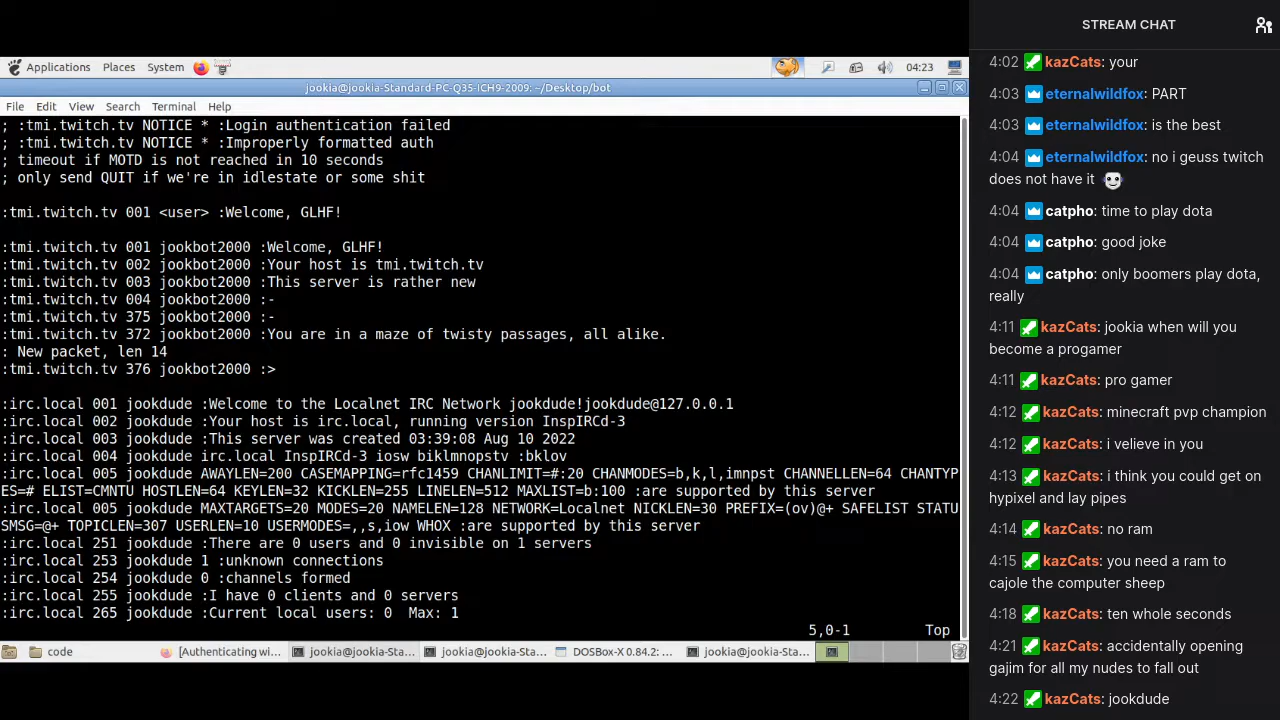 Applications Places System 04:23
jookia@jookia-Standard-PC-Q35-ICH9-2009: ~/Desktop/bot
File Edit View Search Terminal Help
; :tmi.twitch.tv NOTICE * :Login authentication failed
; :tmi.twitch.tv NOTICE * :Improperly formatted auth
; timeout if MOTD is not reached in 10 seconds
; only send QUIT if we're in idlestate or some shit
:tmi.twitch.tv 001 <user> :Welcome, GLHF!
:tmi.twitch.tv 001 jookbot2000 :Welcome, GLHF!
:tmi.twitch.tv 002 jookbot2000 :Your host is tmi.twitch.tv
:tmi.twitch.tv 003 jookbot2000 :This server is rather new
:tmi.twitch.tv 004 jookbot2000 :-
:tmi.twitch.tv 375 jookbot2000 :-
:tmi.twitch.tv 372 jookbot2000 :You are in a maze of twisty passages, all alike.
: New packet, len 14
:tmi.twitch.tv 376 jookbot2000 :>
:irc.local 001 jookdude :Welcome to the Localnet IRC Network jookdude!jookdude@127.0.0.1
:irc.local 002 jookdude :Your host is irc.local, running version InspIRCd-3
:irc.local 003 jookdude :This server was created 03:39:08 Aug 10 2022
:irc.local 004 jookdude irc.local InspIRCd-3 iosw biklmnopstv :bklov
:irc.local 005 jookdude AWAYLEN=200 CASEMAPPING=rfc1459 CHANLIMIT=#:20 CHANMODES=b,k,l,imnpst CHANNELLEN=64 CHANTYP
ES=# ELIST=CMNTU HOSTLEN=64 KEYLEN=32 KICKLEN=255 LINELEN=512 MAXLIST=b:100 :are supported by this server
:irc.local 005 jookdude MAXTARGETS=20 MODES=20 NAMELEN=128 NETWORK=Localnet NICKLEN=30 PREFIX=(ov)@+ SAFELIST STATU
SMSG=@+ TOPICLEN=307 USERLEN=10 USERMODES=,,s,iow WHOX :are supported by this server
:irc.local 251 jookdude :There are 0 users and 0 invisible on 1 servers
:irc.local 253 jookdude 1 :unknown connections
:irc.local 254 jookdude 0 :channels formed
:irc.local 255 jookdude :I have 0 clients and 0 servers
:irc.local 265 jookdude :Current local users: 0  Max: 1
5,0-1 Top
code [Authenticating wi... jookia@jookia-Sta... jookia@jookia-Sta... DOSBox-X 0.84.2: ... jookia@jookia-Sta...
STREAM CHAT
4:02 kazCats: your
4:03 eternalwildfox: PART
4:03 eternalwildfox: is the best
4:04 eternalwildfox: no i geuss twitch
does not have it
4:04 catpho: time to play dota
4:04 catpho: good joke
4:04 catpho: only boomers play dota,
really
4:11 kazCats: jookia when will you
become a progamer
4:11 kazCats: pro gamer
4:12 kazCats: minecraft pvp champion
4:12 kazCats: i velieve in you
4:13 kazCats: i think you could get on
hypixel and lay pipes
4:14 kazCats: no ram
4:15 kazCats: you need a ram to
cajole the computer sheep
4:18 kazCats: ten whole seconds
4:21 kazCats: accidentally opening
gajim for all my nudes to fall out
4:22 kazCats: jookdude